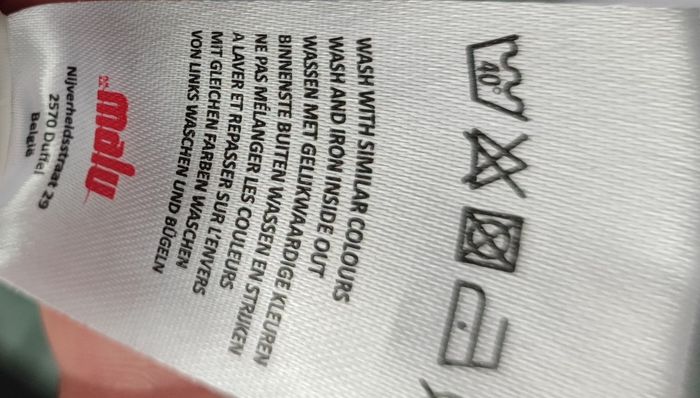 40°
WASH WITH SIMILAR COLOURS
WASH AND IRON INSIDE OUT
WASSEN MET GELIJKWAARDIGE KLEUREN
BINNENSTE BUITEN WASSEN EN STRIJKEN
NE PAS MÉLANGER LES COULEURS
A LAVER ET REPASSER SUR L'ENVERS
MIT GLEICHEN FARBEN WASCHEN
VON LINKS WASCHEN UND BÜGELN
malu
Nijverheidsstraat 29
2570 Duffel
Belgie